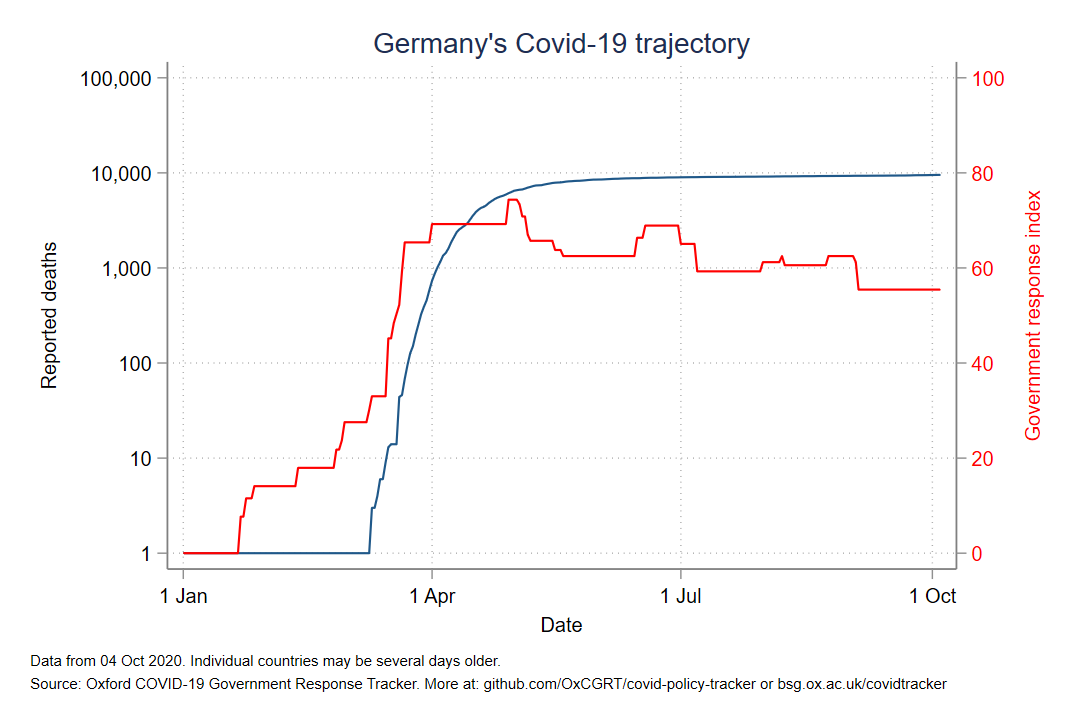 Germany's Covid-19 trajectory
100,000
10,000
1,000
100
10
1
Reported deaths
100
80
60
40
20
0
Government response index
1 Jan
1 Apr
1 Jul
1 Oct
Date
Data from 04 Oct 2020. Individual countries may be several days older.
Source: Oxford COVID-19 Government Response Tracker. More at: github.com/OxCGRT/covid-policy-tracker or bsg.ox.ac.uk/covidtracker